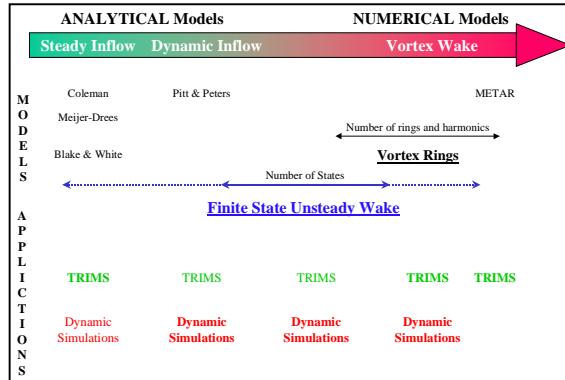 ANALYTICAL Models NUMERICAL Models
Steady Inflow Dynamic Inflow Vortex Wake
MODELS
Coleman Pitt & Peters METAR
Meijer-Drees
Number of rings and harmonics
Blake & White Vortex Rings
Number of States
Finite State Unsteady Wake
APPLICTIONS
TRIMS TRIMS TRIMS TRIMS TRIMS
Dynamic Dynamic Dynamic Dynamic
Simulations Simulations Simulations Simulations